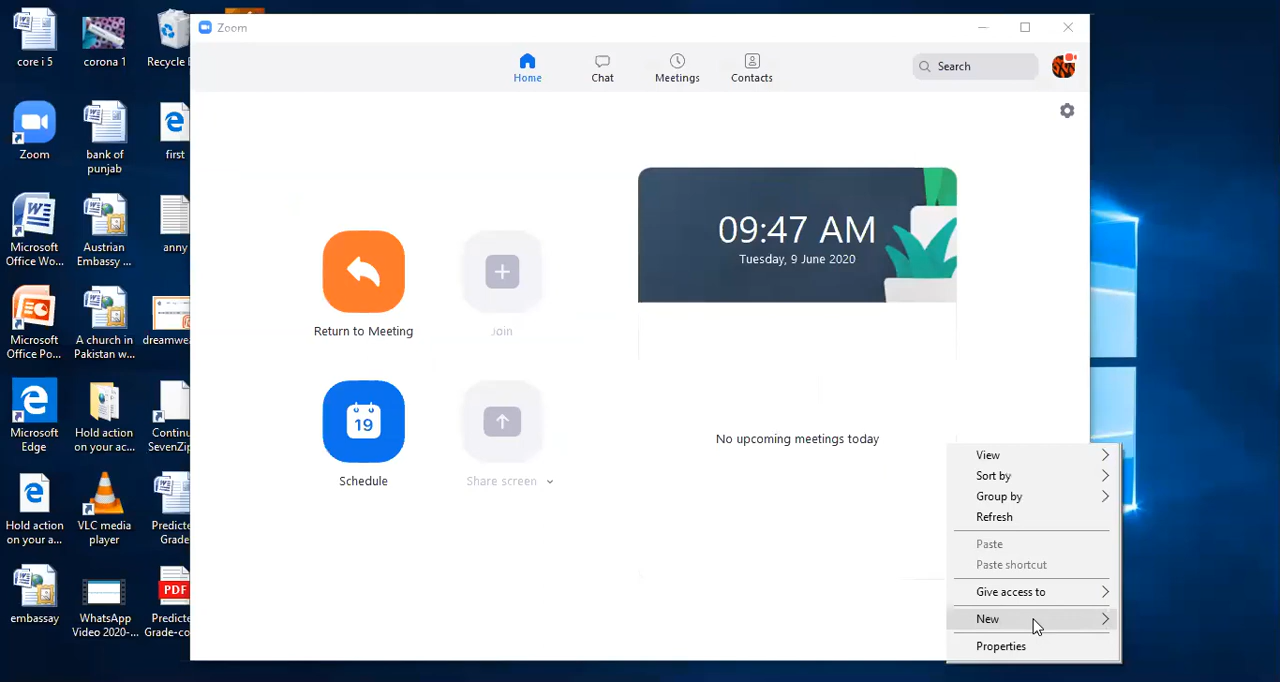 core i 5
corona 1
Recycle
Zoom
bank of
punjab
first
Microsoft
Office Wo...
Austrian
Embassy ...
anny
Microsoft
Office Po...
A church in
Pakistan w...
dreamwe
Microsoft
Edge
Hold action
on your ac...
Continu
SevenZip
Hold action
on your a...
VLC media
player
Predicte
Grade
embassay
WhatsApp
Video 2020-...
PDF
Predicte
Grade-co
Zoom
Home
Chat
Meetings
Contacts
Search
Return to Meeting
Join
19
Schedule
Share screen
09:47 AM
Tuesday, 9 June 2020
No upcoming meetings today
View
Sort by
Group by
Refresh
Paste
Paste shortcut
Give access to
New
Properties